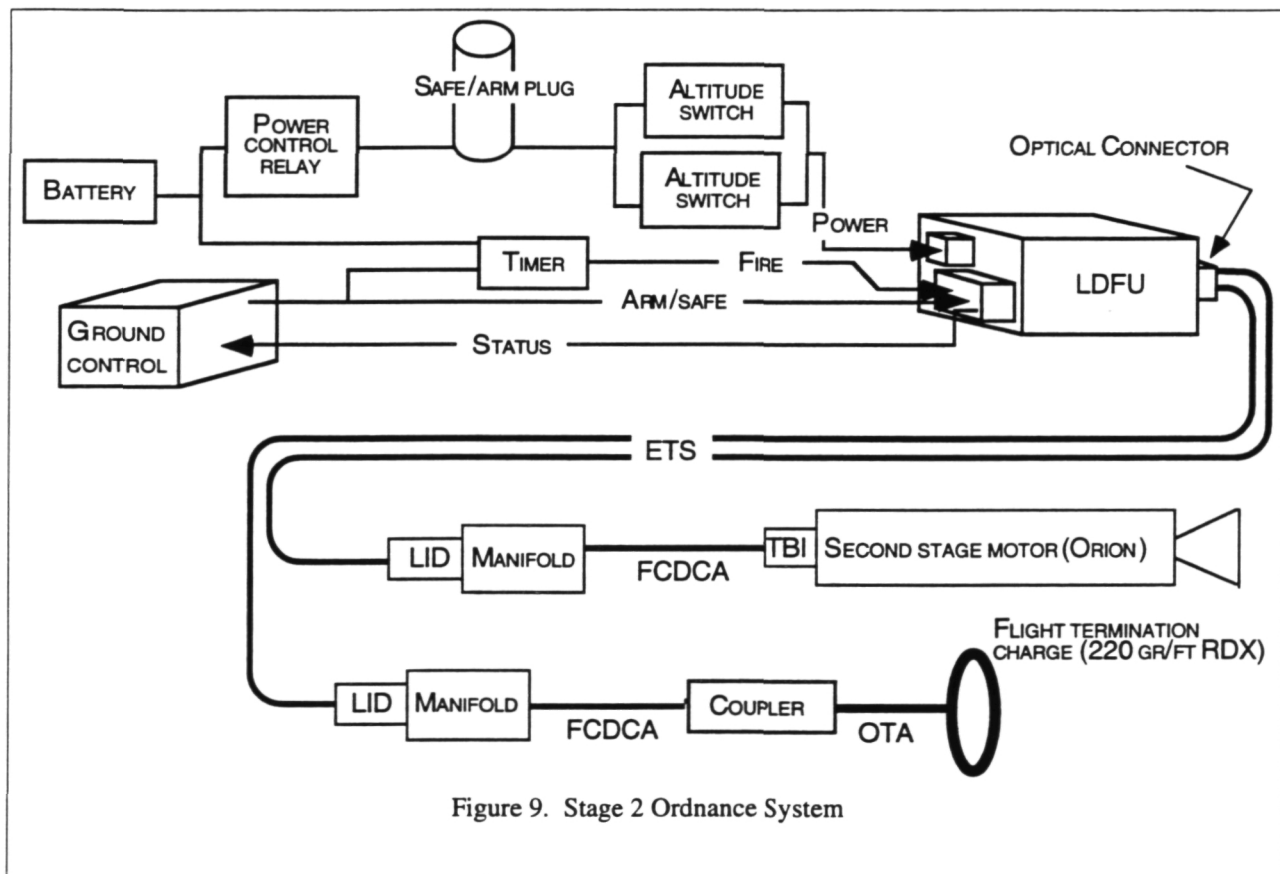 SAFE/ARM PLUG
ALTITUDE
SWITCH
POWER
CONTROL
RELAY
OPTICAL CONNECTOR
BATTERY
ALTITUDE
SWITCH
POWER
TIMER
FIRE
LDFU
ARM/SAFE
GROUND
CONTROL
STATUS
ETS
LID
MANIFOLD
FCDCA
TBI
SECOND STAGE MOTOR (ORION)
FLIGHT TERMINATION
CHARGE (220 GR/FT RDX)
LID
MANIFOLD
FCDCA
COUPLER
OTA
Figure 9. Stage 2 Ordnance System